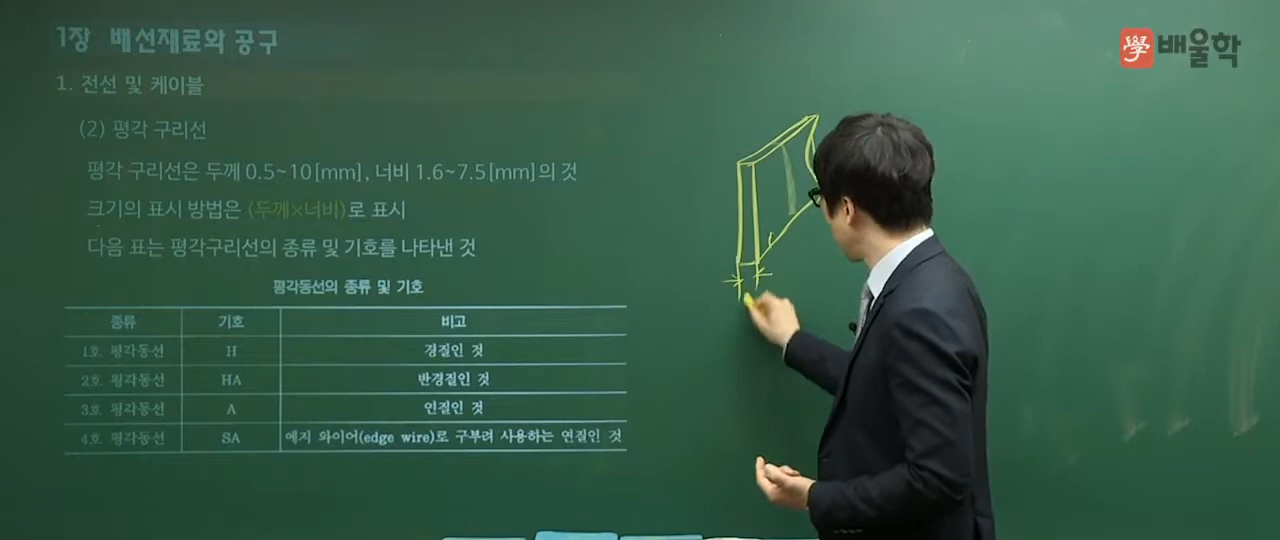 1장 배선재료와 공구
學 배울학
1. 전선 및 케이블
(2) 평각 구리선
평각 구리선은 두께 0.5~10[mm], 너비 1.6~7.5[mm]의 것
크기의 표시 방법은 (두께×너비)로 표시
다음 표는 평각구리선의 종류 및 기호를 나타낸 것
평각동선의 종류 및 기호
종류 기호 비고
1호 평각동선 H 경질인 것
2호 평각동선 HA 반경질인 것
3호 평각동선 A 연질인 것
4호 평각동선 SA 에지 와이어(edge wire)로 구부려 사용하는 연질인 것